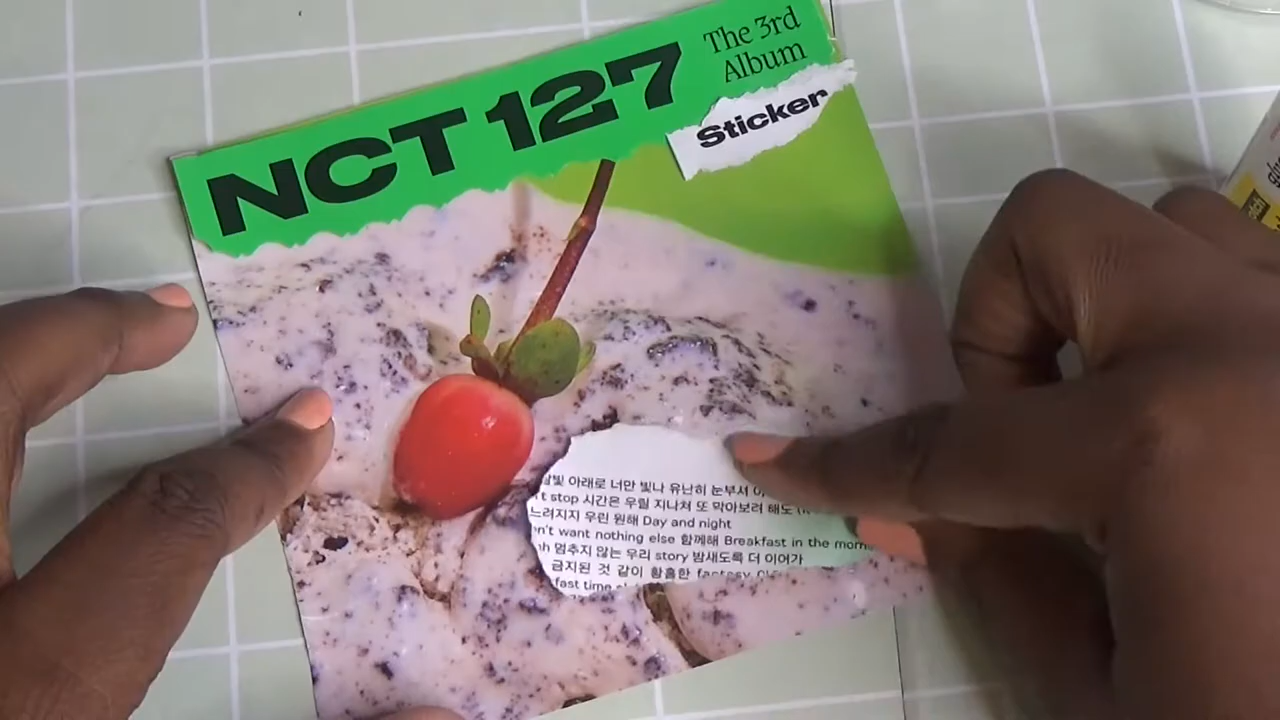 NCT 127
The 3rd
Album
Sticker
아래로 너만 빛나 유난히 눈부셔
stop 시간은 우릴 지나쳐 또 막아보려 해도
느려지지 우린 원해 Day and night
want nothing else 함께해 Breakfast in the
멈추지 않는 우리 story 밤새도록 더 이어가
금지된 것 같이 황홀한 fantasy
fast time